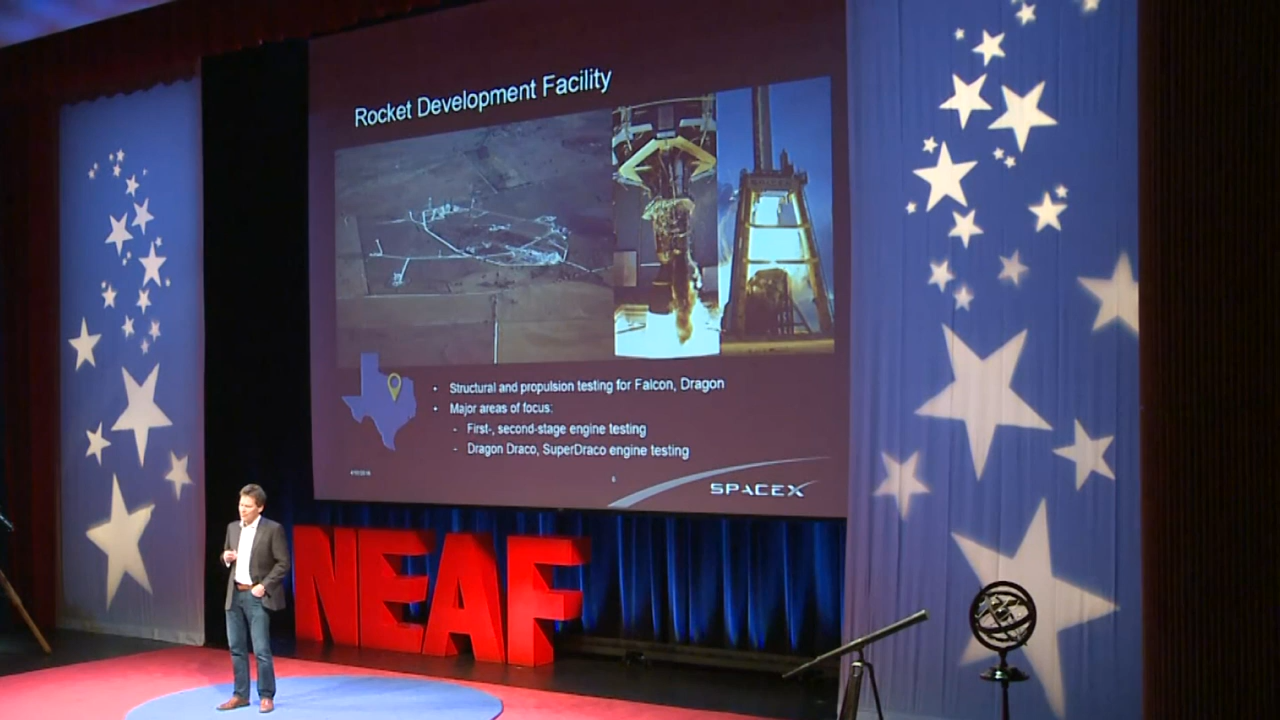 Rocket Development Facility
• Structural and propulsion testing for Falcon, Dragon
• Major areas of focus:
- First-, second-stage engine testing
- Dragon Draco, SuperDraco engine testing
SPACEX
NEAF